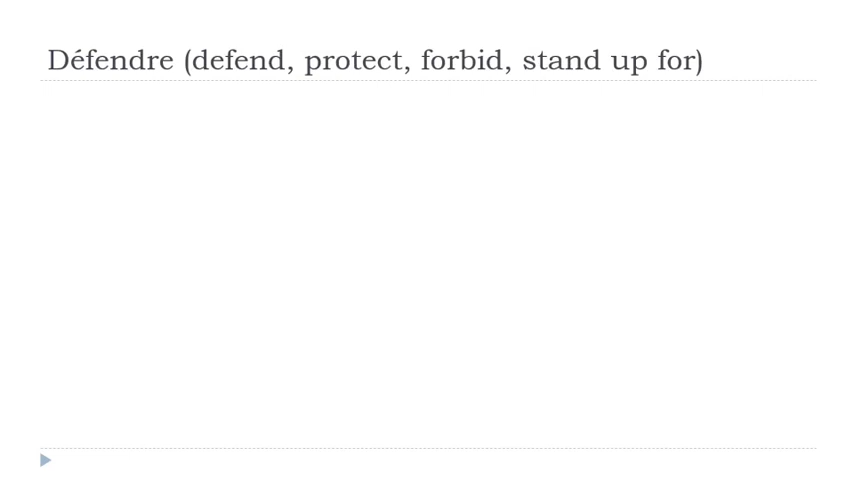 Défendre (defend, protect, forbid, stand up for)